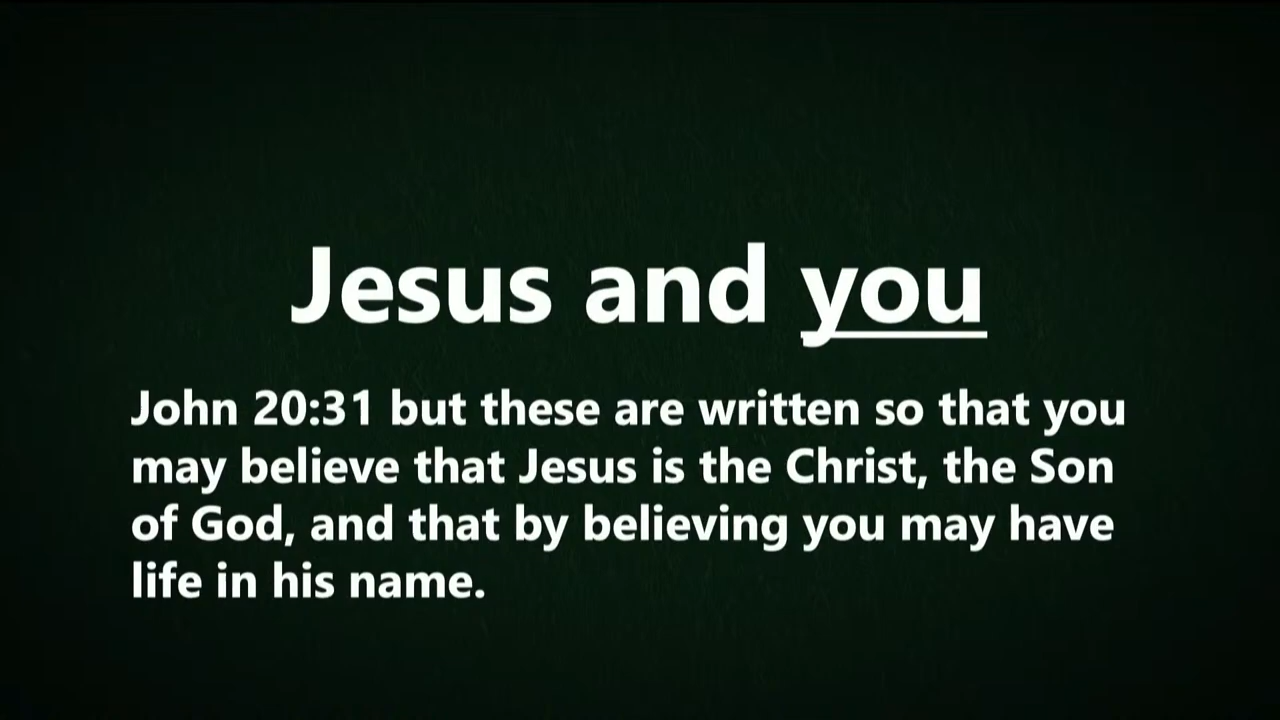 Jesus and you
John 20:31 but these are written so that you
may believe that Jesus is the Christ, the Son
of God, and that by believing you may have
life in his name.